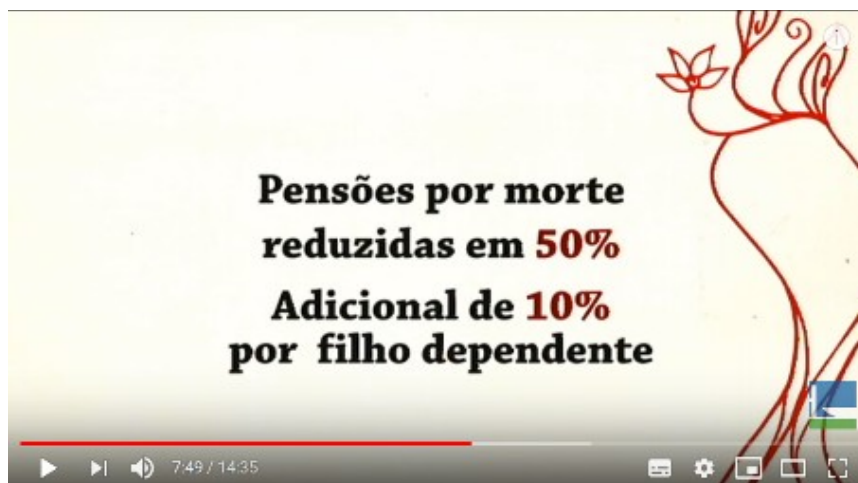 Pensões por morte
reduzidas em 50%
Adicional de 10%
por filho dependente
7:49 / 14:35